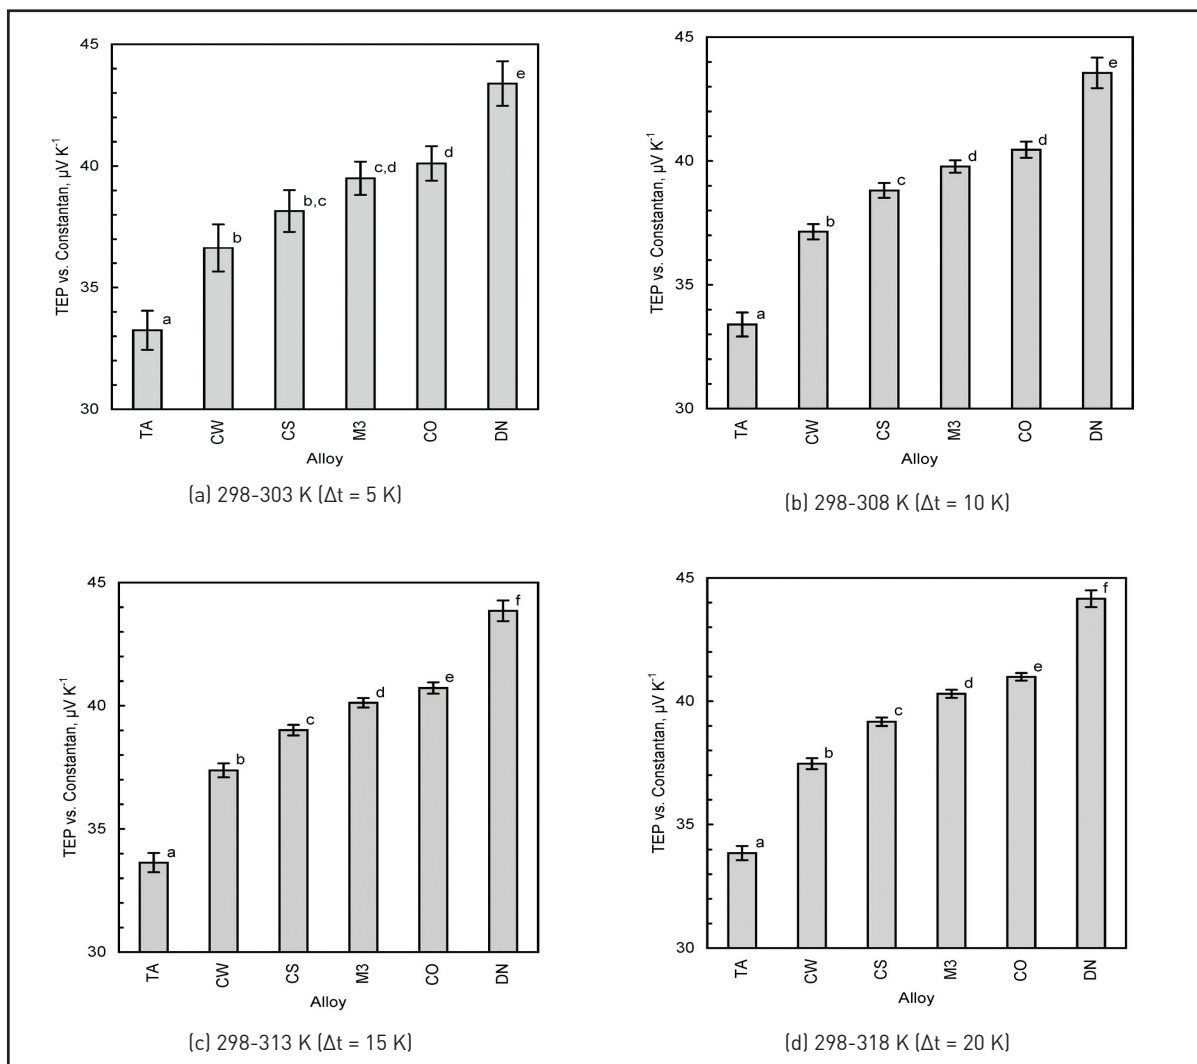 45
40
35
30
TEP vs. Constantan, µV K⁻¹
a
b
b,c
c,d
d
e
TA
CW
CS
M3
CO
DN
Alloy
(a) 298-303 K (Δt = 5 K)
45
40
35
30
TEP vs. Constantan, µV K⁻¹
a
b
c
d
d
e
TA
CW
CS
M3
CO
DN
Alloy
(b) 298-308 K (Δt = 10 K)
45
40
35
30
TEP vs. Constantan, µV K⁻¹
a
b
c
d
e
f
TA
CW
CS
M3
CO
DN
Alloy
(c) 298-313 K (Δt = 15 K)
45
40
35
30
TEP vs. Constantan, µV K⁻¹
a
b
c
d
e
f
TA
CW
CS
M3
CO
DN
Alloy
(d) 298-318 K (Δt = 20 K)